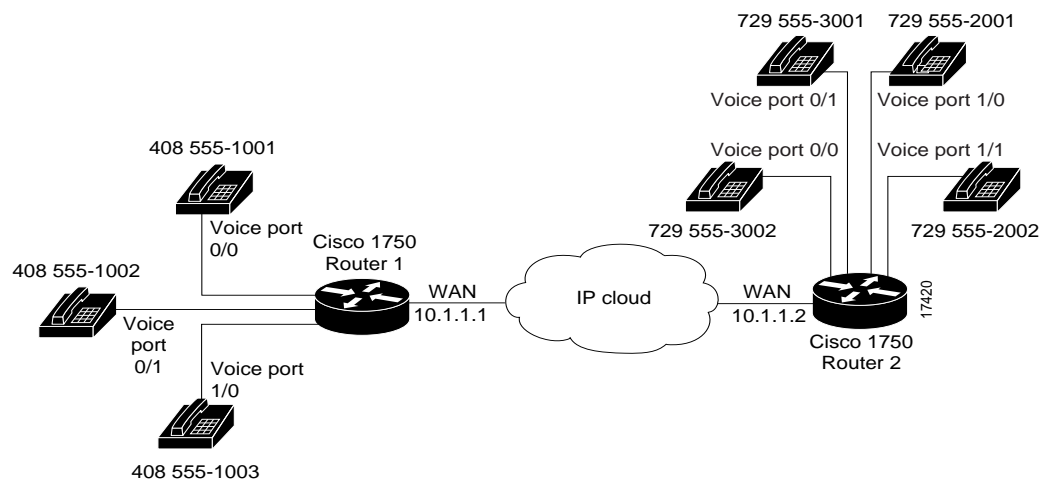 729 555-3001
729 555-2001
Voice port 0/1
Voice port 1/0
Voice port 0/0
Voice port 1/1
729 555-3002
729 555-2002
408 555-1001
Voice port
0/0
Cisco 1750
Router 1
408 555-1002
Voice
port
0/1
WAN
10.1.1.1
IP cloud
WAN
10.1.1.2
Cisco 1750
Router 2
17420
Voice port
1/0
408 555-1003